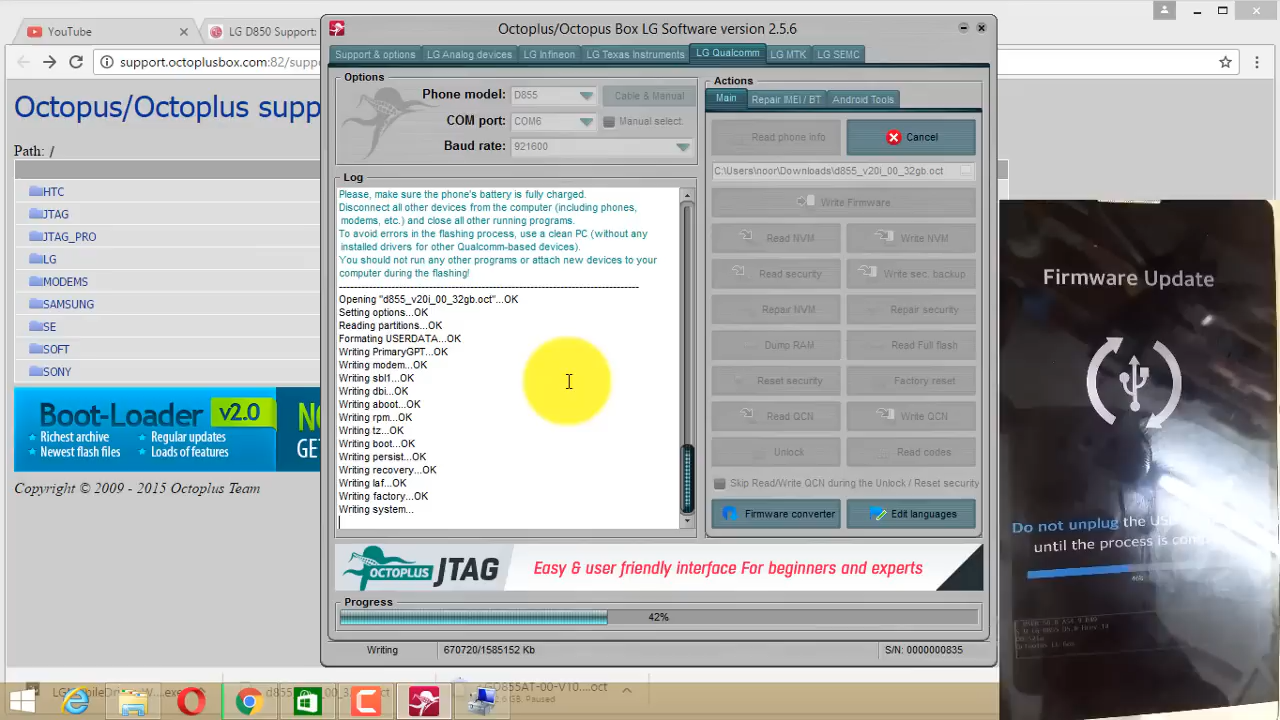 Octoplus/Octopus Box LG Software version 2.5.6
YouTube
LG D850 Support
support.octoplusbox.com:82/supp
Octopus/Octoplus supp
Path: /
HTC
JTAG
JTAG_PRO
LG
MODEMS
SAMSUNG
SE
SOFT
SONY
Boot-Loader v2.0
Richest archive
Regular updates
Newest flash files
Loads of features
NO
GET
Copyright © 2009 - 2015 Octoplus Team
Support & options
LG Analog devices
LG Infineon
LG Texas Instruments
LG Qualcomm
LG MTK
LG SEMC
Options
Phone model: D855
Cable & Manual
COM port: COM6
Manual select
Baud rate: 921600
Log
Please, make sure the phone's battery is fully charged.
Disconnect all other devices from the computer (including phones,
modems, etc.) and close all other running programs.
To avoid errors in the flashing process, use a clean PC (without any
installed drivers for other Qualcomm-based devices).
You should not run any other programs or attach new devices to your
computer during the flashing!
Opening "d855_v20i_00_32gb.oct"...OK
Setting options...OK
Reading partitions...OK
Formating USERDATA...OK
Writing PrimaryGPT...OK
Writing modem...OK
Writing sbl1...OK
Writing dbi...OK
Writing aboot...OK
Writing rpm...OK
Writing tz...OK
Writing boot...OK
Writing persist...OK
Writing recovery...OK
Writing laf...OK
Writing factory...OK
Writing system...
Actions
Main
Repair IMEI / BT
Android Tools
Read phone info
Cancel
C:\Users\noor\Downloads\d855_v20i_00_32gb.oct
Write Firmware
Read NVM
Write NVM
Read security
Write sec. backup
Repair NVM
Repair security
Dump RAM
Read Full flash
Reset security
Factory reset
Read QCN
Write QCN
Unlock
Read codes
Skip Read/Write QCN during the Unlock / Reset security
Firmware converter
Edit languages
OCTOPLUS JTAG
Easy & user friendly interface For beginners and experts
Progress
42%
Writing
670720/1585152 Kb
S/N: 0000000835
Firmware Update
Do not unplug the US
until the process is com